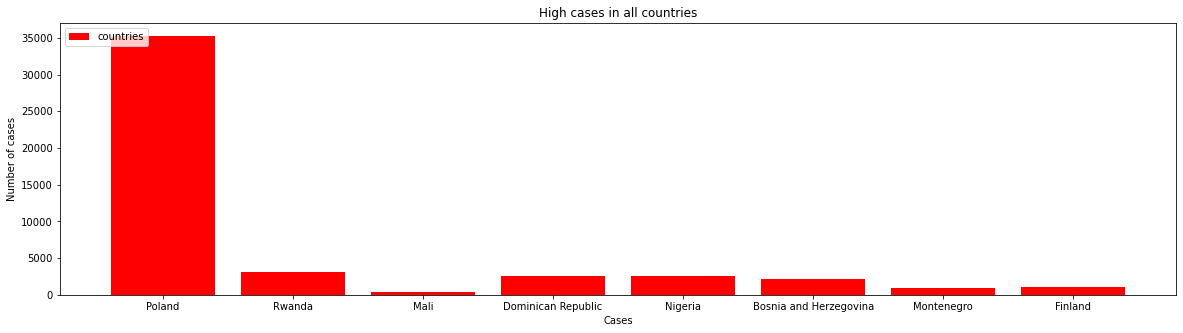 High cases in all countries
countries
Number of cases
35000
30000
25000
20000
15000
10000
5000
0
Poland Rwanda Mali Dominican Republic Nigeria Bosnia and Herzegovina Montenegro Finland
Cases